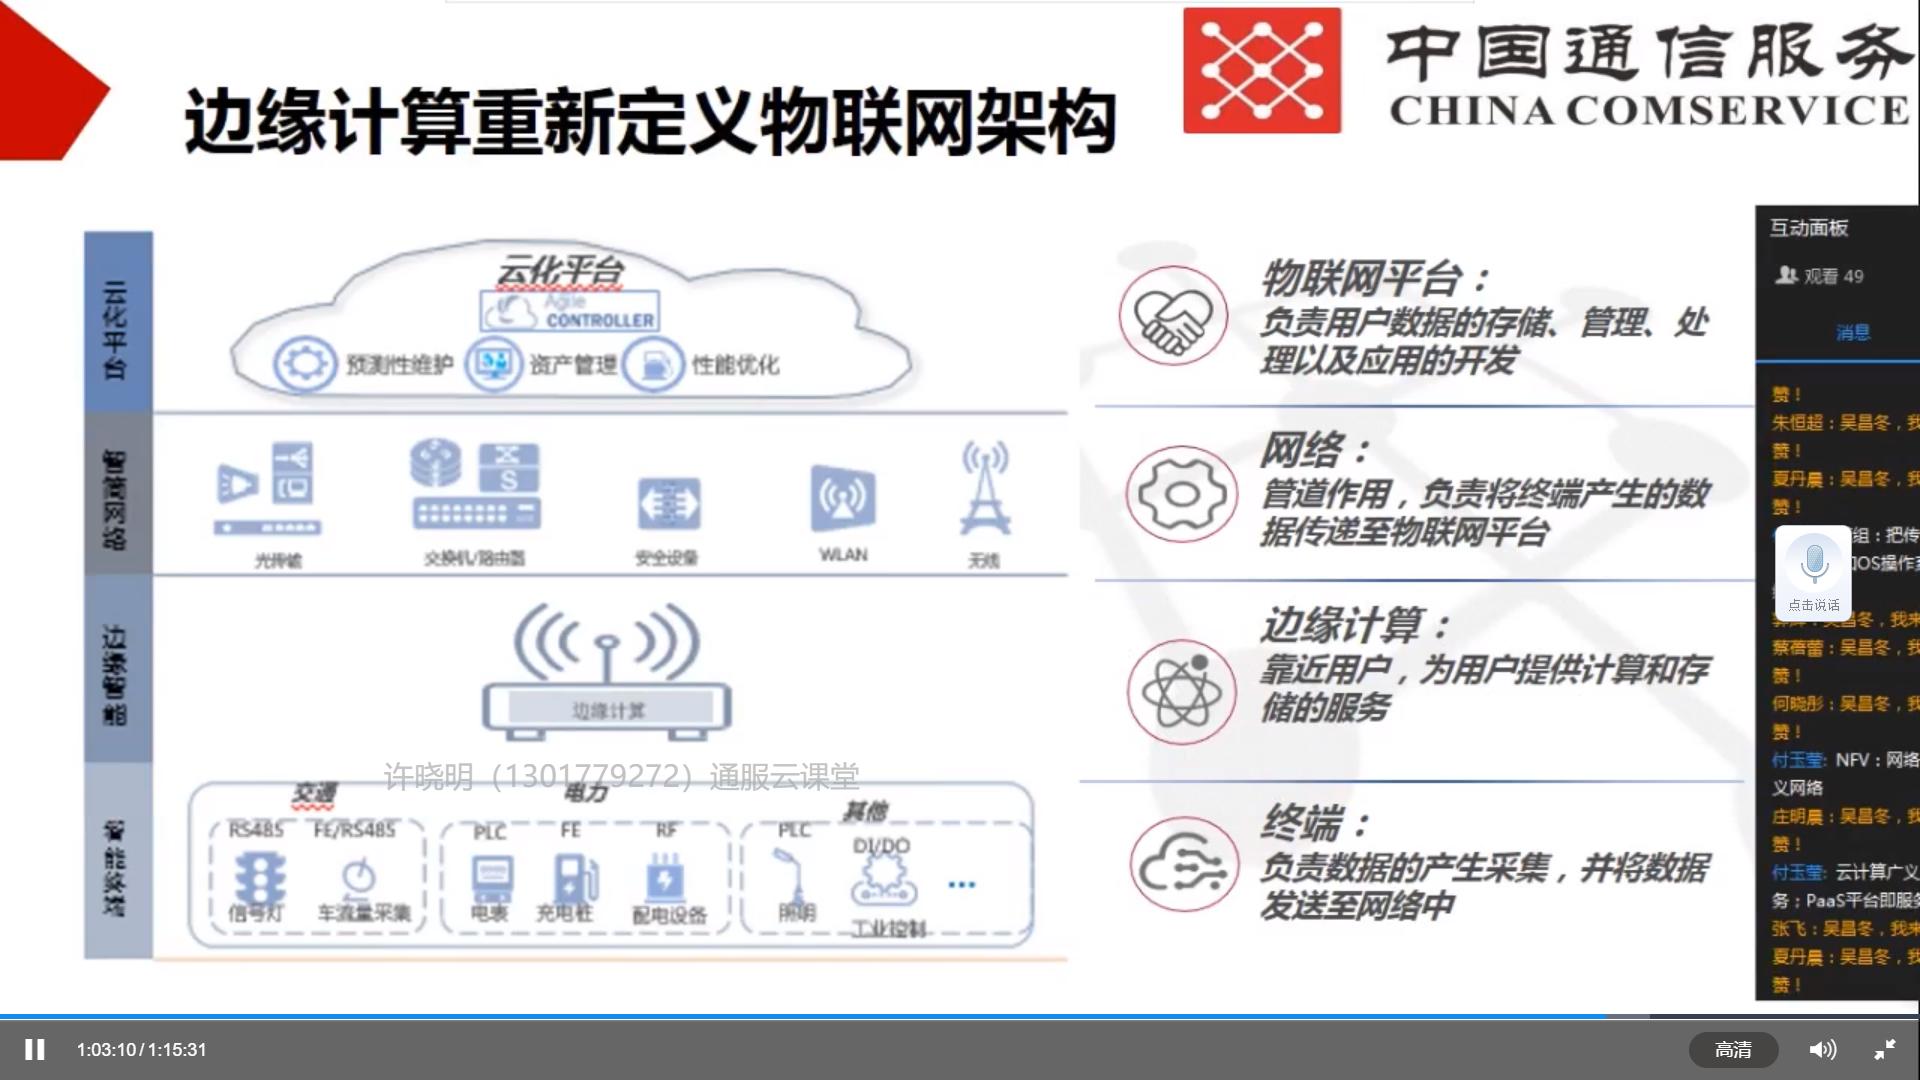 中国通信服务
CHINA COMSERVICE
边缘计算重新定义物联网架构
云化平台
云化平台
Agile
CONTROLLER
预测性维护
资产管理
性能优化
物联网平台：
负责用户数据的存储、管理、处
理以及应用的开发
光传输
交换机/路由器
S
安全设备
WLAN
无线
网络：
管道作用，负责将终端产生的数
据传递至物联网平台
边缘智能
边缘计算
边缘计算：
靠近用户，为用户提供计算和存
储的服务
许晓明（1301779272）通服云课堂
智能终端
交通
电力
其他
RS485
FE/RS485
PLC
FE
RF
PLC
DI/DO
信号灯
车流量采集
电表
充电桩
配电设备
照明
工业控制
...
终端：
负责数据的产生采集，并将数据
发送至网络中
互动面板
观看 49
消息
赞！
朱恒超：吴昌冬，我
赞！
夏丹晨：吴昌冬，我
赞！
组：把传
OS操作系
点击说话
昌冬，我来
蔡蓓蕾：吴昌冬，我
赞！
何晓彤：吴昌冬，我
赞！
付玉莹: NFV：网络
义网络
庄明晨：吴昌冬，我
赞！
付玉莹: 云计算广义
务；PaaS平台即服务
张飞：吴昌冬，我来
夏丹晨：吴昌冬，我
赞！
1:03:10/1:15:31
高清